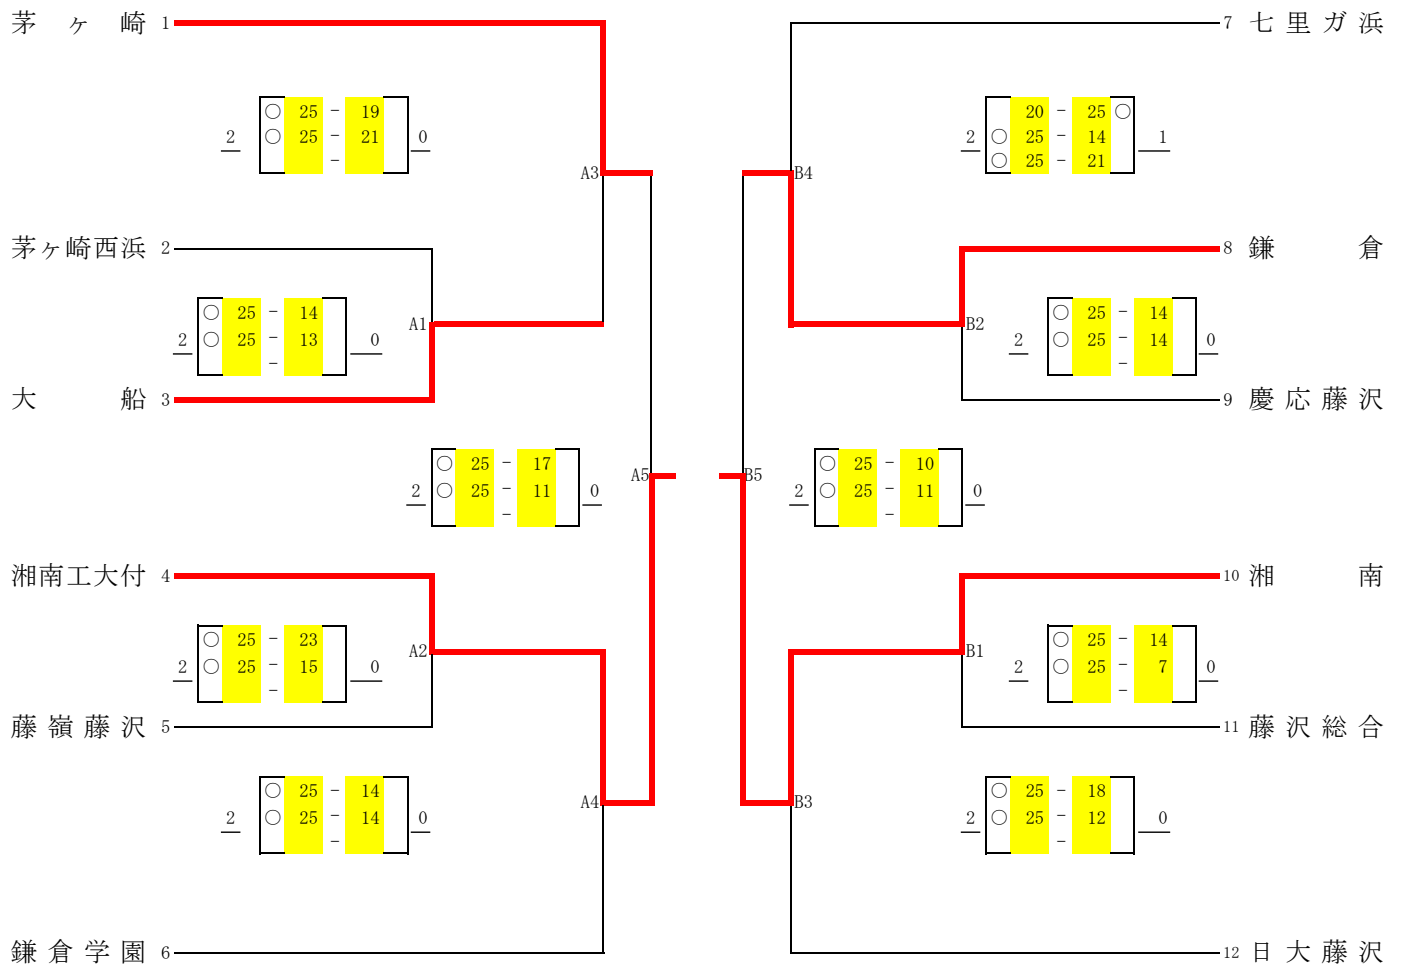 茅ヶ崎 1
7 七里ガ浜
○ 25 - 19
2 ○ 25 - 21 0
-
20 - 25 ○
2 ○ 25 - 14 1
○ 25 - 21
A3
B4
茅ヶ崎西浜 2
8 鎌倉
○ 25 - 14
2 ○ 25 - 13 0
-
A1
B2
○ 25 - 14
2 ○ 25 - 14 0
-
大船 3
9 慶応藤沢
○ 25 - 17
2 ○ 25 - 11 0
-
A5
B5
○ 25 - 10
2 ○ 25 - 11 0
-
湘南工大付 4
10 湘南
○ 25 - 23
2 ○ 25 - 15 0
-
A2
B1
○ 25 - 14
2 ○ 25 - 7 0
-
藤嶺藤沢 5
11 藤沢総合
○ 25 - 14
2 ○ 25 - 14 0
-
A4
B3
○ 25 - 18
2 ○ 25 - 12 0
-
鎌倉学園 6
12 日大藤沢